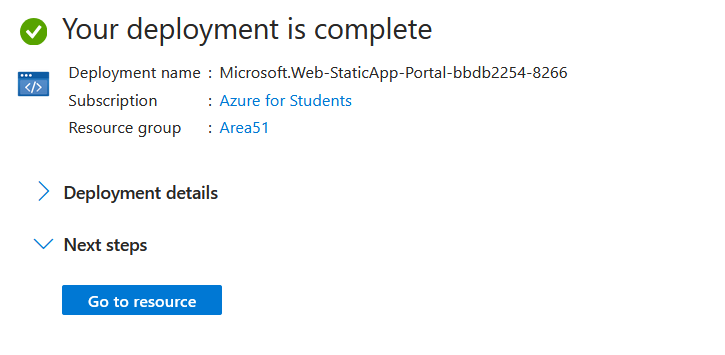 Your deployment is complete
Deployment name : Microsoft.Web-StaticApp-Portal-bbdb2254-8266
Subscription : Azure for Students
Resource group : Area51
Deployment details
Next steps
Go to resource